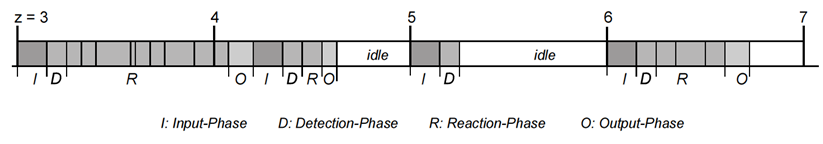 z = 3 4 5 6 7
idle idle
I D R O I D R O I D I D R O
I: Input-Phase D: Detection-Phase R: Reaction-Phase O: Output-Phase